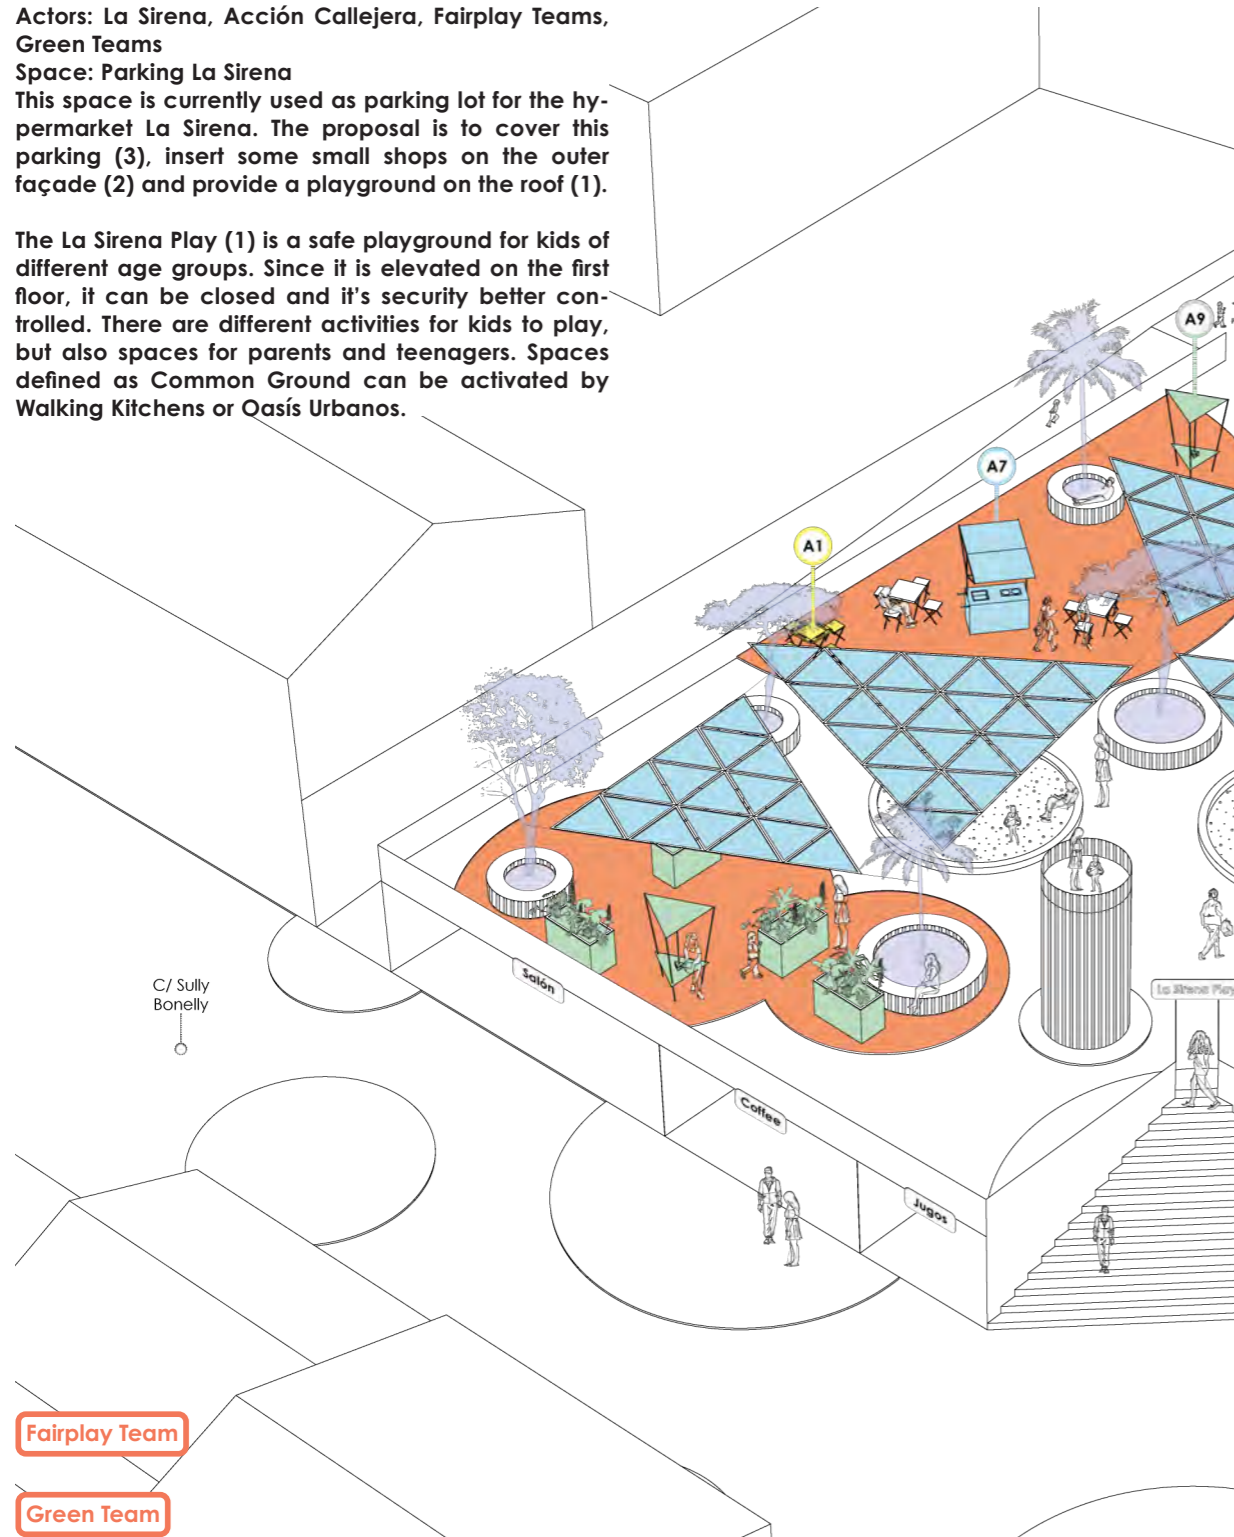 Actors: La Sirena, Acción Callejera, Fairplay Teams,
Green Teams
Space: Parking La Sirena
This space is currently used as parking lot for the hy-
permarket La Sirena. The proposal is to cover this
parking (3), insert some small shops on the outer
façade (2) and provide a playground on the roof (1).
The La Sirena Play (1) is a safe playground for kids of
different age groups. Since it is elevated on the first
floor, it can be closed and it's security better con-
trolled. There are different activities for kids to play,
but also spaces for parents and teenagers. Spaces
defined as Common Ground can be activated by
Walking Kitchens or Oasís Urbanos.
A9
A7
A1
Salón
C/ Sully
Bonelly
La Sirena Play
Coffee
Jugos
Fairplay Team
Green Team